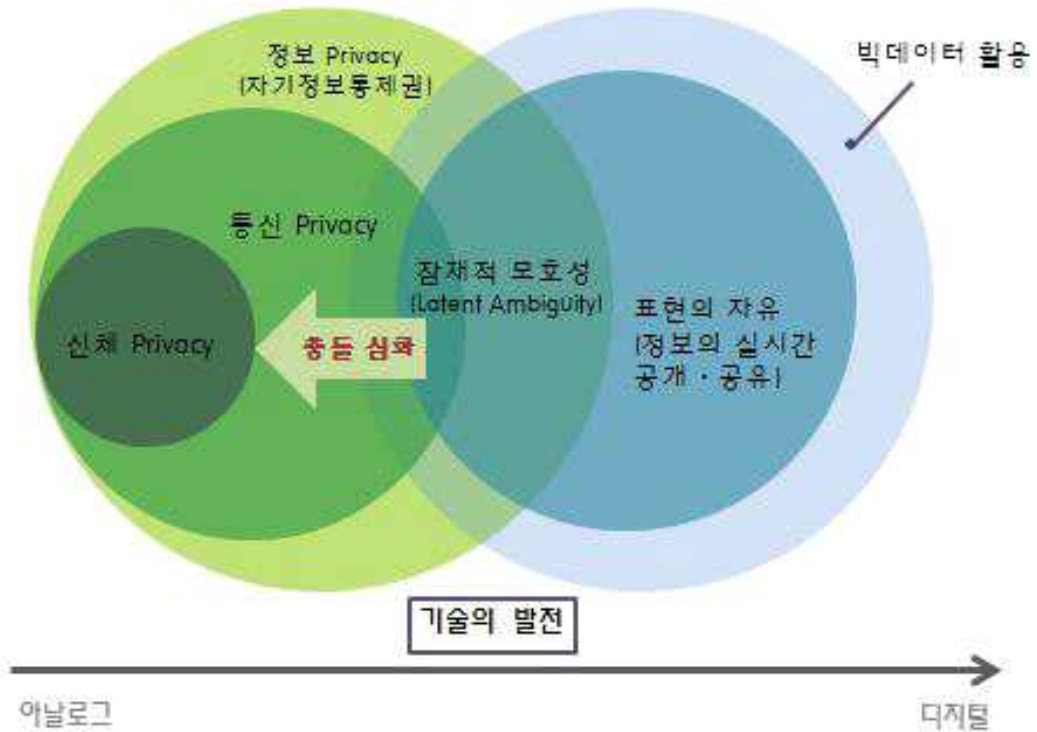 정보 Privacy
(자기정보통제권)
빅데이터 활용
통신 Privacy
잠재적 모호성
(Latent Ambiguity)
신체 Privacy
충돌 심화
표현의 자유
(정보의 실시간
공개·공유)
기술의 발전
아날로그
디지털